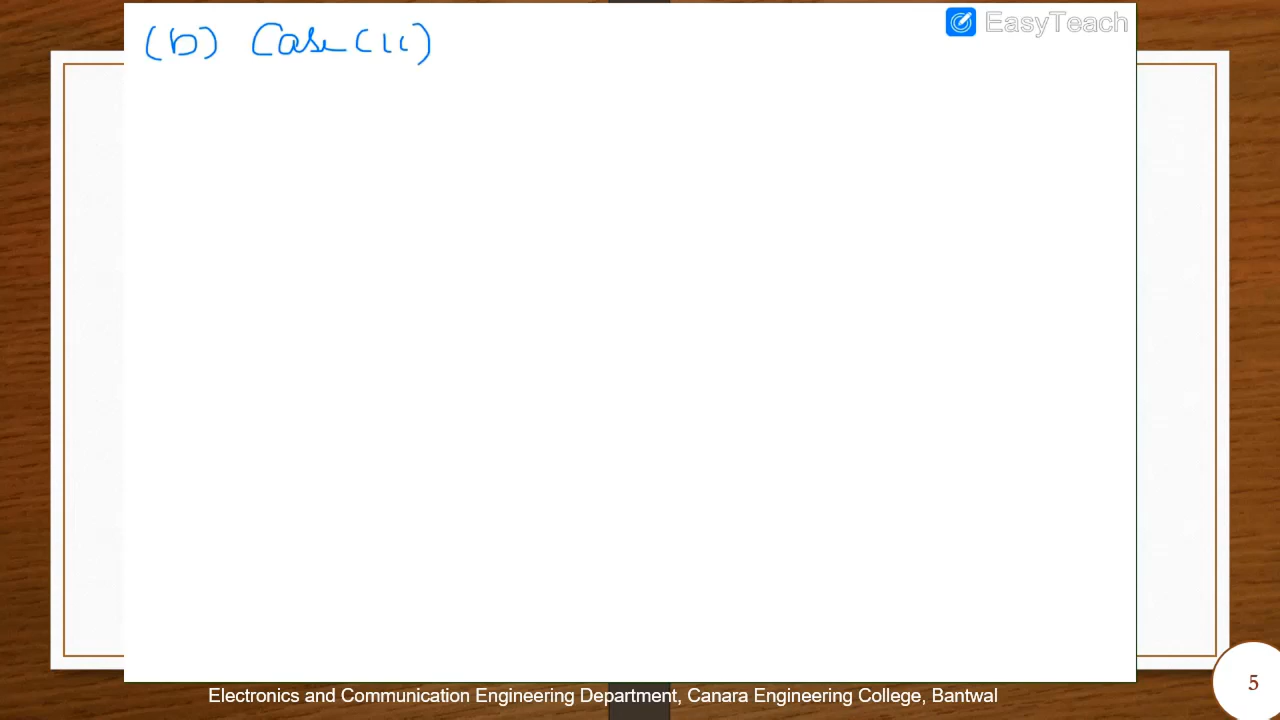 (b) Case (ii)
EasyTeach
Electronics and Communication Engineering Department, Canara Engineering College, Bantwal
5